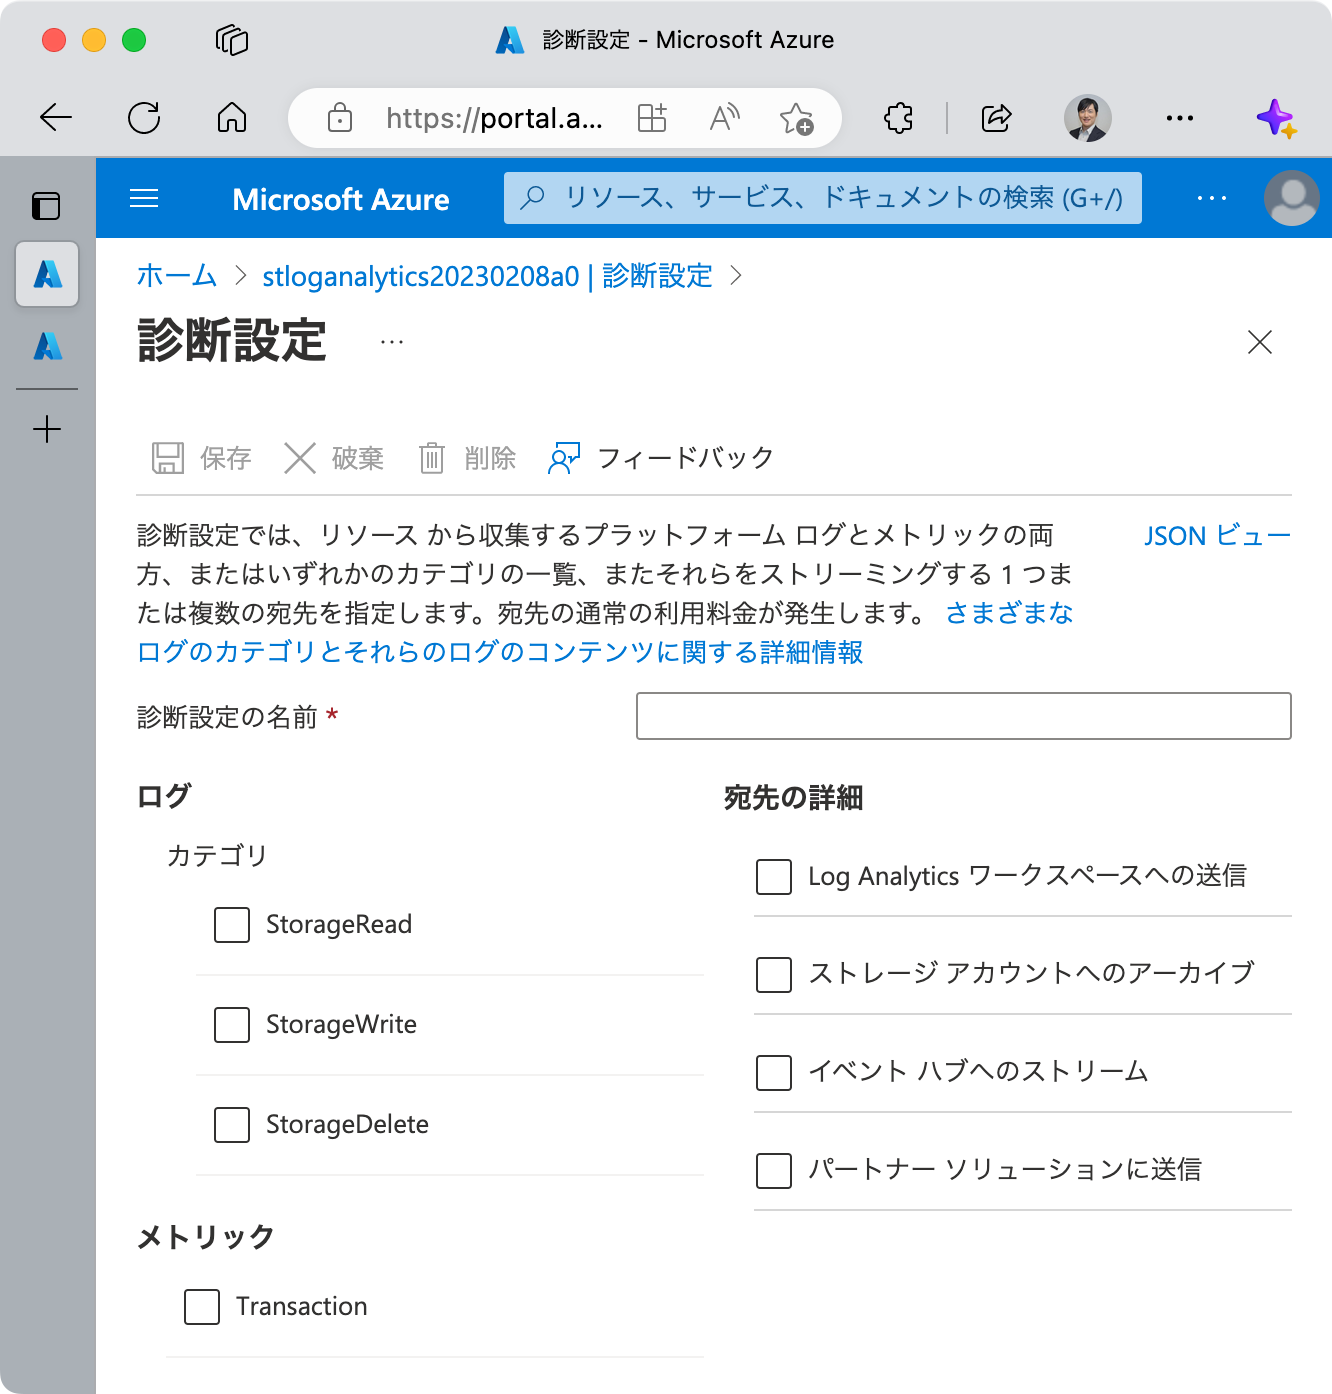 診断設定 - Microsoft Azure
https://portal.a...
Microsoft Azure
リソース、サービス、ドキュメントの検索 (G+/)
ホーム > stloganalytics20230208a0 | 診断設定 >
診断設定 ...
保存 破棄 削除 フィードバック
診断設定では、リソース から収集するプラットフォーム ログとメトリックの両
方、またはいずれかのカテゴリの一覧、またそれらをストリーミングする 1 つま
たは複数の宛先を指定します。宛先の通常の利用料金が発生します。 さまざまな
ログのカテゴリとそれらのログのコンテンツに関する詳細情報
JSON ビュー
診断設定の名前 *
ログ
カテゴリ
StorageRead
StorageWrite
StorageDelete
メトリック
Transaction
宛先の詳細
Log Analytics ワークスペースへの送信
ストレージ アカウントへのアーカイブ
イベント ハブへのストリーム
パートナー ソリューションに送信